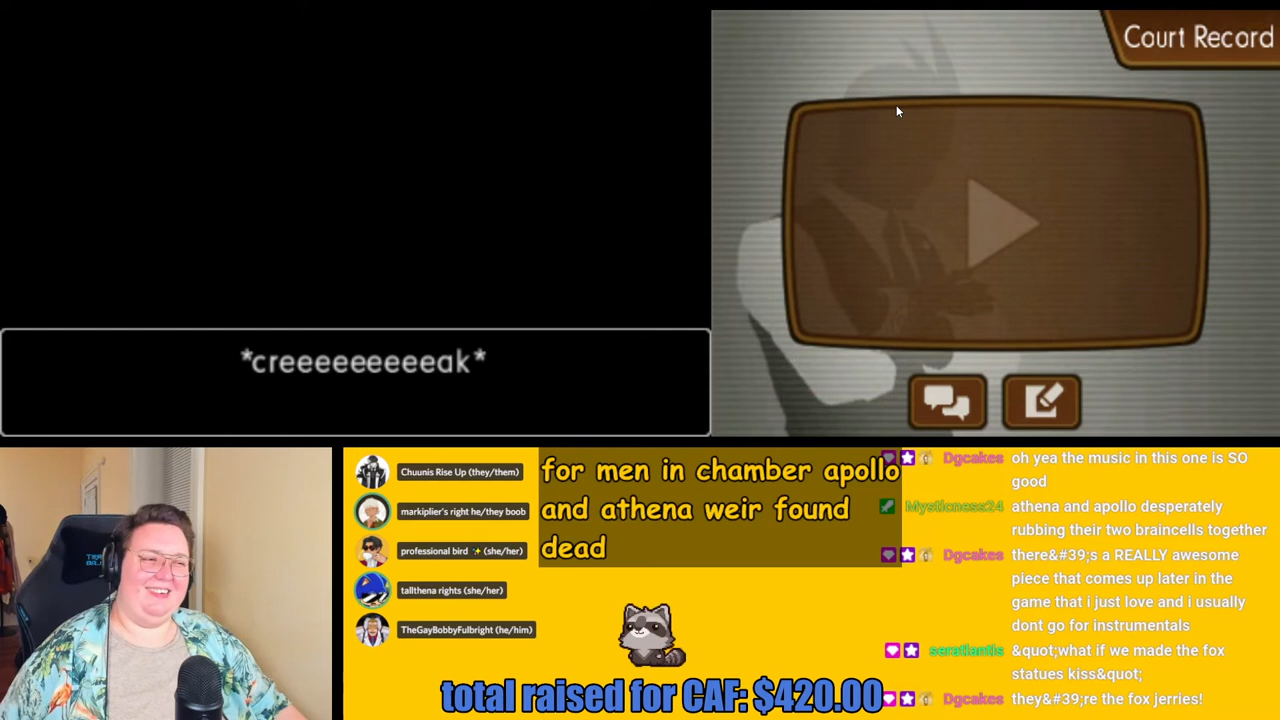 Court Record
*creeeeeeeeeak*
Chuunis Rise Up (they/them)
markiplier's right he/they boob
professional bird ✨ (she/her)
tallthena rights (she/her)
TheGayBobbyFulbright (he/him)
for men in chamber apollo
and athena weir found
dead
total raised for CAF: $420.00
Dgcakes oh yea the music in this one is SO
good
Mysticness24 athena and apollo desperately
rubbing their two braincells together
Dgcakes there&#39;s a REALLY awesome
piece that comes up later in the
game that i just love and i usually
dont go for instrumentals
seratlantis &quot;what if we made the fox
statues kiss&quot;
Dgcakes they&#39;re the fox jerries!